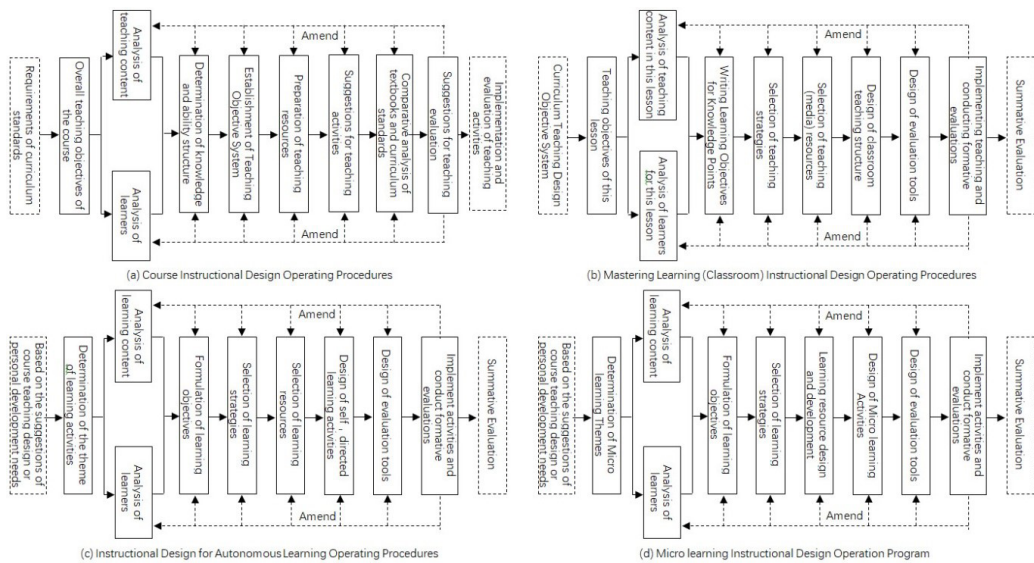 Requirements of curriculum
standards
Overall teaching objectives of
the course
Analysis of
teaching content
Analysis of
learners
Amend
Determination of knowledge
and ability structure
Establishment of Teaching
Objective System
Preparation of teaching
resources
Suggestions for teaching
activities
Comparative analysis of
textbooks and curriculum
standards
Suggestions for teaching
evaluation
Implementation and
evaluation of teaching
activities
Amend
(a) Course Instructional Design Operating Procedures
Curriculum Teaching Design
Objective System
Teaching objectives of this
lesson
Analysis of teaching
content in this lesson
Analysis of learners
for this lesson
Amend
Writing Learning Objectives
for Knowledge Points
Selection of teaching
strategies
Selection of teaching
(media) resources
Design of classroom
teaching structure
Design of evaluation tools
Implementing teaching and
conducting formative
evaluations
Summative Evaluation
Amend
(b) Mastering Learning (Classroom) Instructional Design Operating Procedures
Based on the suggestions of
course teaching design or
personal development needs
Determination of the theme
of learning activities
Analysis of
learning content
Analysis of
learners
Amend
Formulation of learning
objectives
Selection of learning
strategies
Selection of learning
resources
Design of self，directed
learning activities
Design of evaluation tools
Implement activities and
conduct formative
evaluations
Summative Evaluation
Amend
(c) Instructional Design for Autonomous Learning Operating Procedures
Based on the suggestions of
course teaching design or
personal development needs
Determination of Micro
learning Themes
Analysis of
learning content
Analysis of
learners
Amend
Formulation of learning
objectives
Selection of learning
strategies
Learning resource design
and development
Design of Micro learning
Activities
Design of evaluation tools
Implement activities and
conduct formative
evaluations
Summative Evaluation
Amend
(d) Micro learning Instructional Design Operation Program